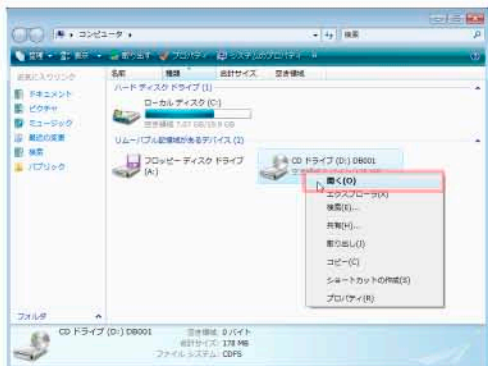 コンピュータ
検索
整理 表示 取り出す プロパティ システムのプロパティ
お気に入りリンク
ドキュメント
ピクチャ
ミュージック
最近の変更
検索
パブリック
フォルダ
名前 種類 合計サイズ 空き領域
ハード ディスク ドライブ (1)
ローカル ディスク (C:)
リムーバブル記憶域があるデバイス (2)
フロッピー ディスク ドライブ
(A:)
CD ドライブ (D:) DB001
開く(O)
エクスプローラ(X)
検索(E)...
共有(H)...
取り出し(J)
コピー(C)
ショートカットの作成(S)
プロパティ(R)
CD ドライブ (D:) DB001
空き領域: 0 バイト
合計サイズ: 178 MB
ファイル システム: CDFS